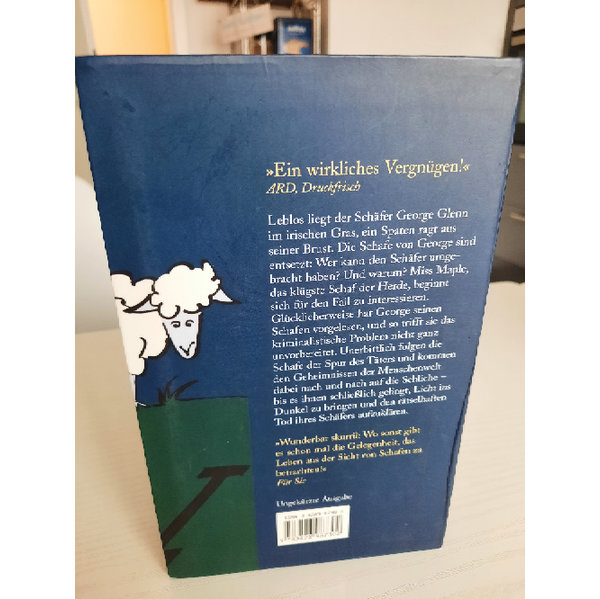 »Ein wirkliches Vergnügen!«
ARD, Druckfrisch
Leblos liegt der Schäfer George Glenn
im irischen Gras, ein Spaten ragt aus
seiner Brust. Die Schafe von George sind
entsetzt: Wer kann den Schäfer umge-
bracht haben? Und warum? Miss Maple,
das klügste Schaf der Herde, beginnt
sich für den Fall zu interessieren.
Glücklicherweise hat George seinen
Schafen vorgelesen, und so trifft sie das
kriminalistische Problem nicht ganz
unvorbereitet. Unerbittlich folgen die
Schafe der Spur des Täters und kommen
den Geheimnissen der Menschenwelt
dabei nach und nach auf die Schliche –
bis es ihnen schließlich gelingt, Licht ins
Dunkel zu bringen und den rätselhaften
Tod ihres Schäfers aufzuklären.
»Wunderbar skurril: Wo sonst gibt
es schon mal die Gelegenheit, das
Leben aus der Sicht von Schafen zu
betrachten!«
Für Sie
Ungekürzte Ausgabe